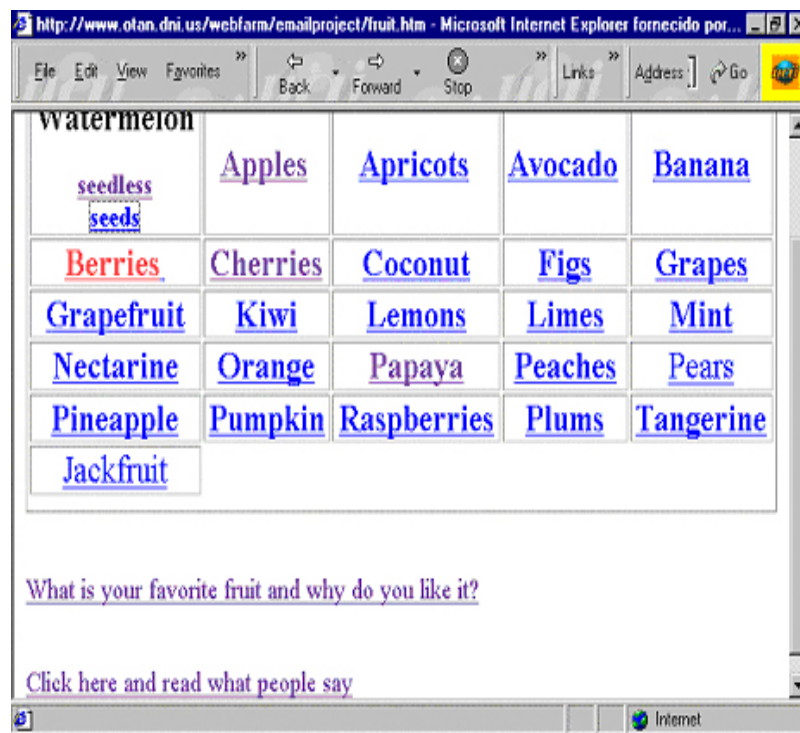 http://www.otan.dni.us/webfarm/emailproject/fruit.htm - Microsoft Internet Explorer fornecido por...
File Edit View Favorites » Back Forward Stop » Links » Address Go
Watermelon
seedless
seeds
Apples Apricots Avocado Banana
Berries Cherries Coconut Figs Grapes
Grapefruit Kiwi Lemons Limes Mint
Nectarine Orange Papaya Peaches Pears
Pineapple Pumpkin Raspberries Plums Tangerine
Jackfruit
What is your favorite fruit and why do you like it?
Click here and read what people say
Internet